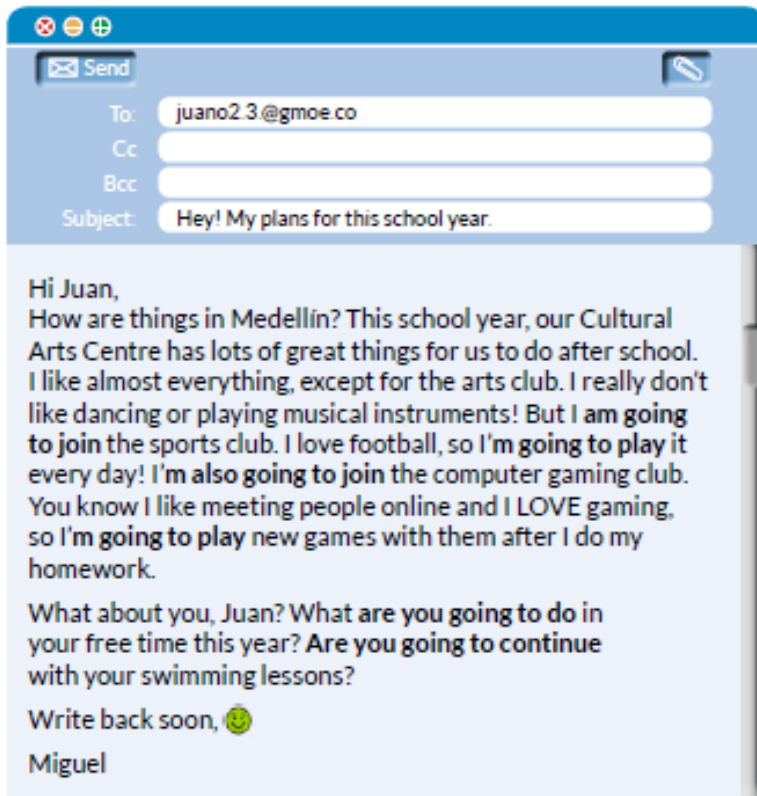 Send
To: juano2.3.@gmoe.co
Cc
Bcc
Subject: Hey! My plans for this school year.
Hi Juan,
How are things in Medellín? This school year, our Cultural
Arts Centre has lots of great things for us to do after school.
I like almost everything, except for the arts club. I really don't
like dancing or playing musical instruments! But I am going
to join the sports club. I love football, so I'm going to play it
every day! I'm also going to join the computer gaming club.
You know I like meeting people online and I LOVE gaming,
so I'm going to play new games with them after I do my
homework.
What about you, Juan? What are you going to do in
your free time this year? Are you going to continue
with your swimming lessons?
Write back soon,
Miguel